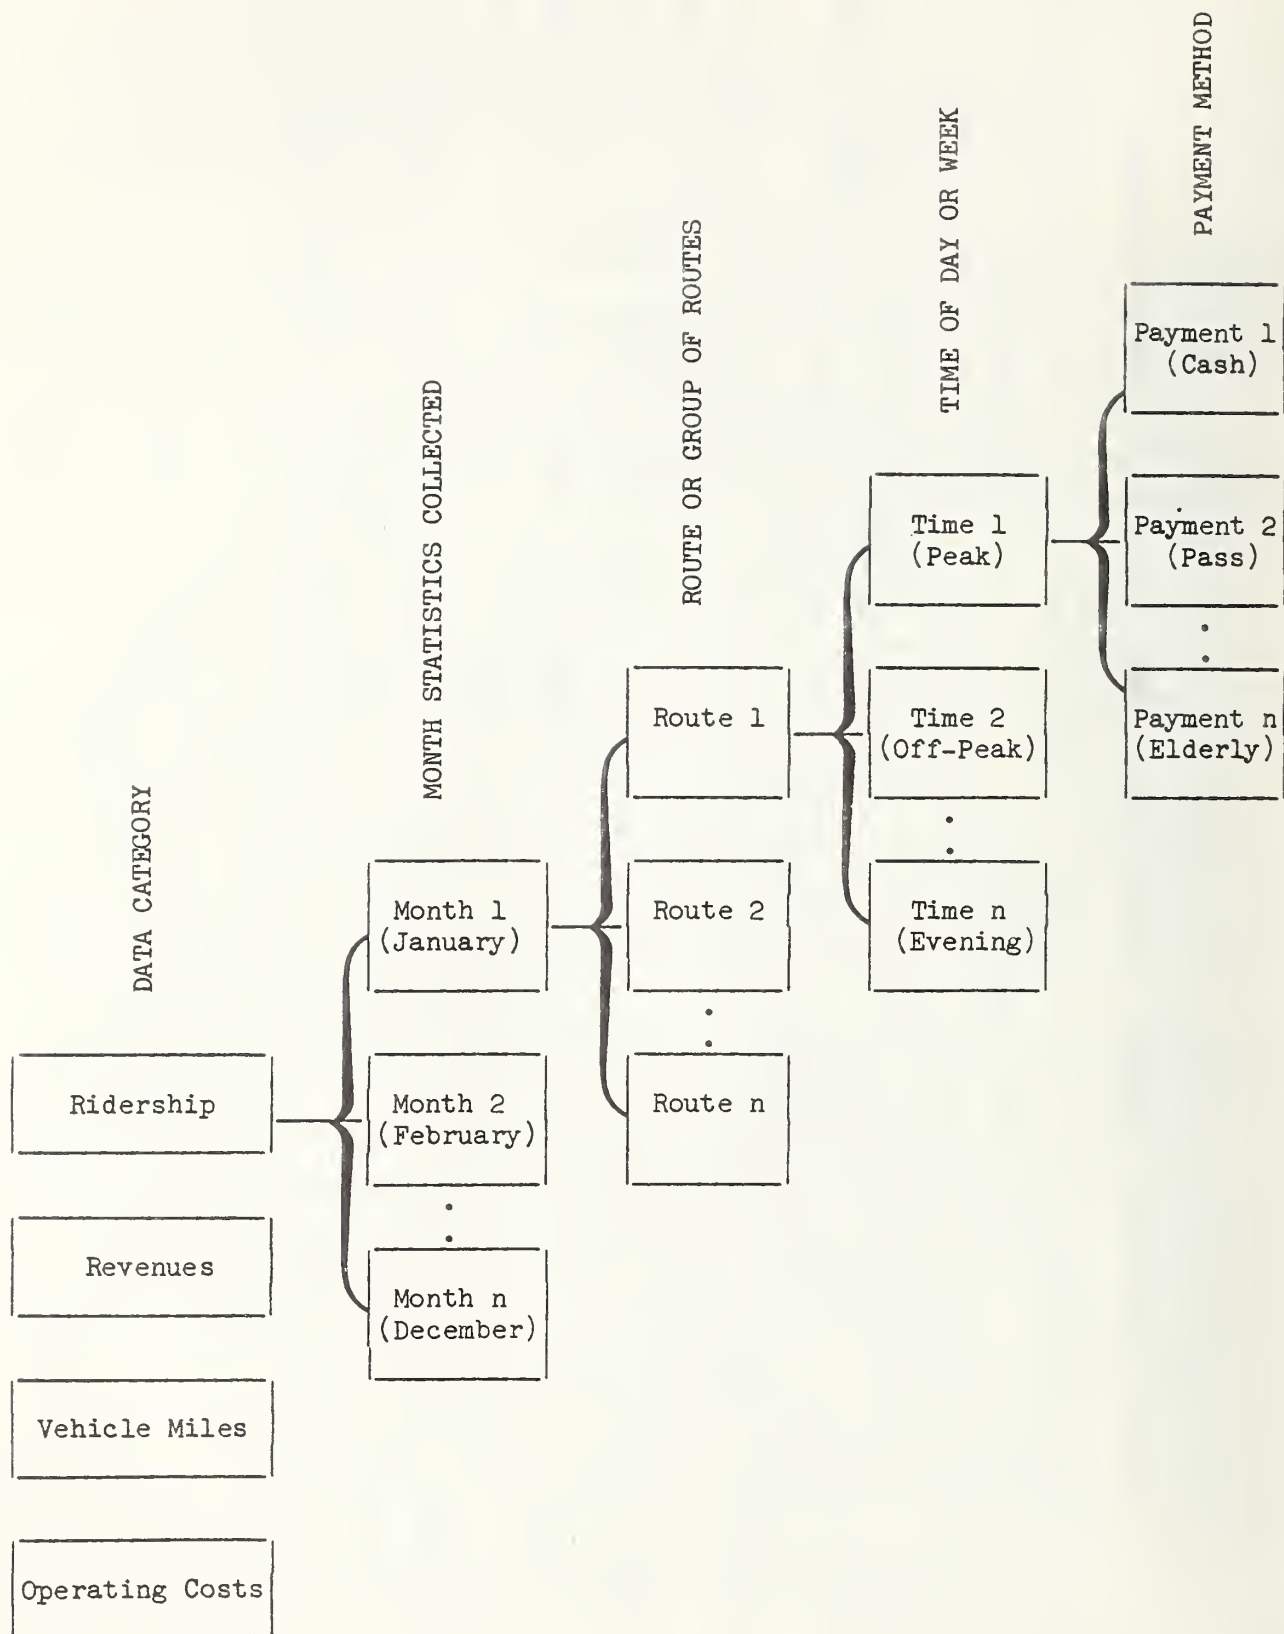 DATA CATEGORY
Ridership
Revenues
Vehicle Miles
Operating Costs
MONTH STATISTICS COLLECTED
Month 1
(January)
Month 2
(February)
Month n
(December)
ROUTE OR GROUP OF ROUTES
Route 1
Route 2
Route n
TIME OF DAY OR WEEK
Time 1
(Peak)
Time 2
(Off-Peak)
Time n
(Evening)
PAYMENT METHOD
Payment 1
(Cash)
Payment 2
(Pass)
Payment n
(Elderly)